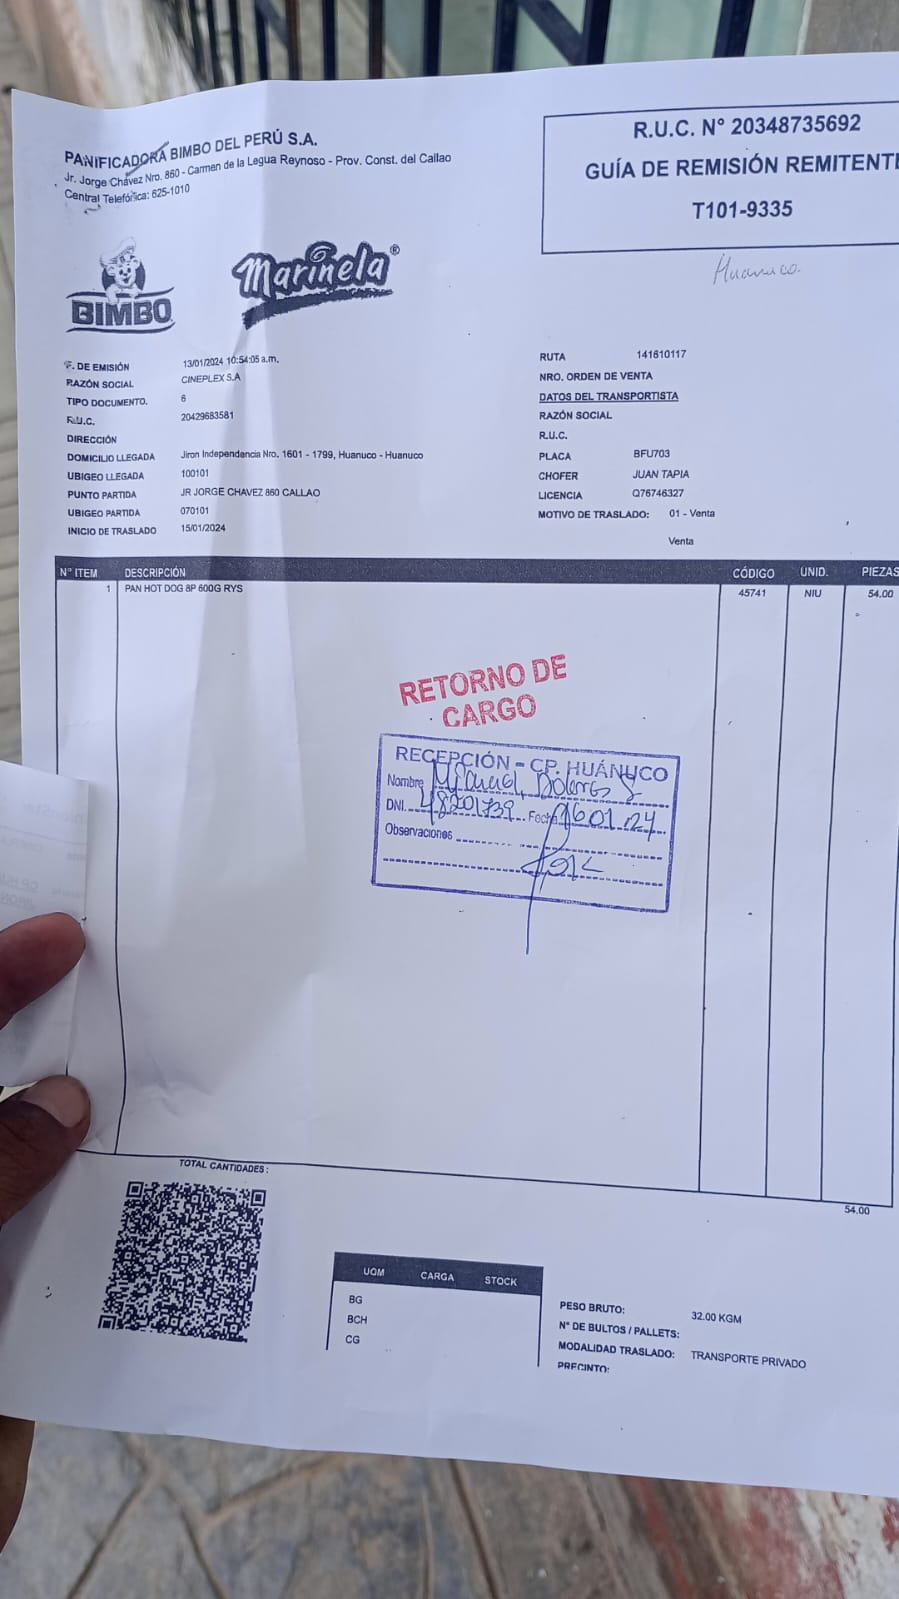 PANIFICADORA BIMBO DEL PERÚ S.A.
Jr. Jorge Chávez Nro. 860 - Carmen de la Legua Reynoso - Prov. Const. del Callao
Central Telefónica: 625-1010
R.U.C. N° 20348735692
GUÍA DE REMISIÓN REMITENTE
T101-9335
Huanuco.
BIMBO
Marinela®
F. DE EMISIÓN 13/01/2024 10:54:05 a.m.
RAZÓN SOCIAL CINEPLEX S.A
TIPO DOCUMENTO. 6
R.U.C. 20429683581
DIRECCIÓN
DOMICILIO LLEGADA Jiron Independencia Nro. 1601 - 1799, Huanuco - Huanuco
UBIGEO LLEGADA 100101
PUNTO PARTIDA JR JORGE CHAVEZ 860 CALLAO
UBIGEO PARTIDA 070101
INICIO DE TRASLADO 15/01/2024
RUTA 141610117
NRO. ORDEN DE VENTA
DATOS DEL TRANSPORTISTA
RAZÓN SOCIAL
R.U.C.
PLACA BFU703
CHOFER JUAN TAPIA
LICENCIA Q76746327
MOTIVO DE TRASLADO: 01 - Venta
Venta
N° ITEM DESCRIPCIÓN CÓDIGO UNID. PIEZAS
1 PAN HOT DOG 8P 600G RYS 45741 NIU 54.00
RETORNO DE
CARGO
RECEPCIÓN - CP. HUÁNUCO
Nombre
DNI. 48201739 Fecha
Observaciones
TOTAL CANTIDADES:
54.00
UOM CARGA STOCK
BG
BCH
CG
PESO BRUTO: 32.00 KGM
N° DE BULTOS / PALLETS:
MODALIDAD TRASLADO: TRANSPORTE PRIVADO
PRECINTO: